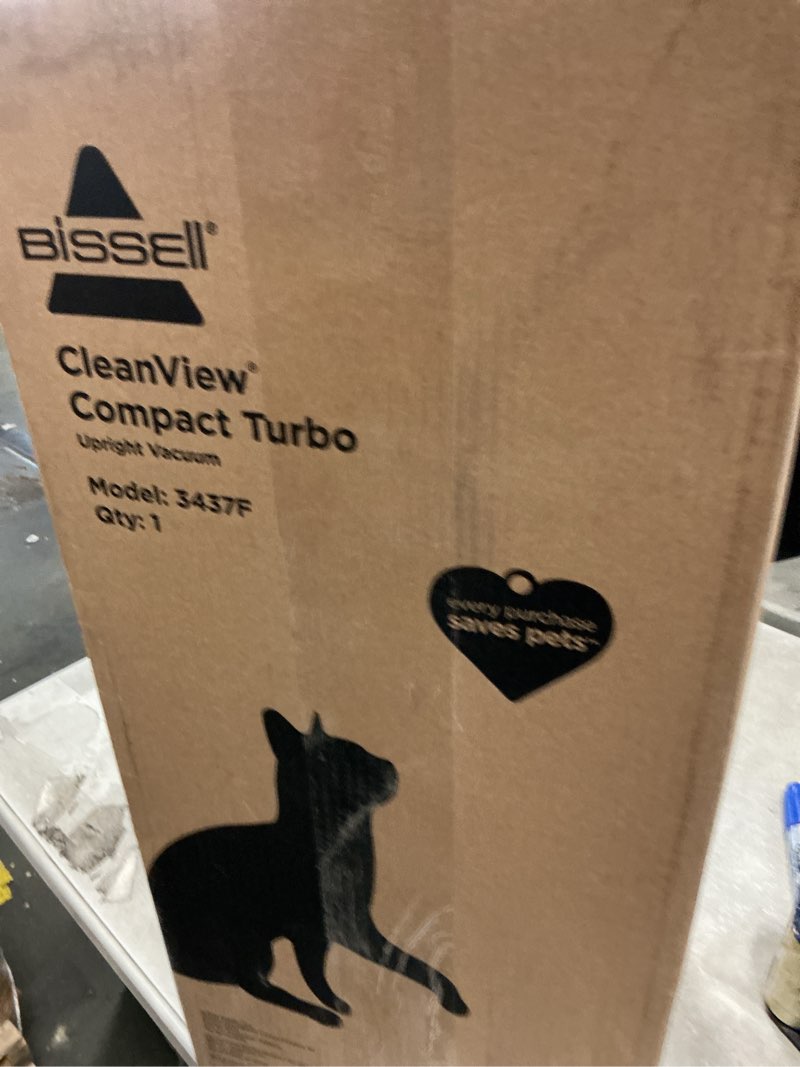 BISSELL®
CleanView®
Compact Turbo
Upright Vacuum
Model: 3437F
Qty: 1
every purchase
saves pets™